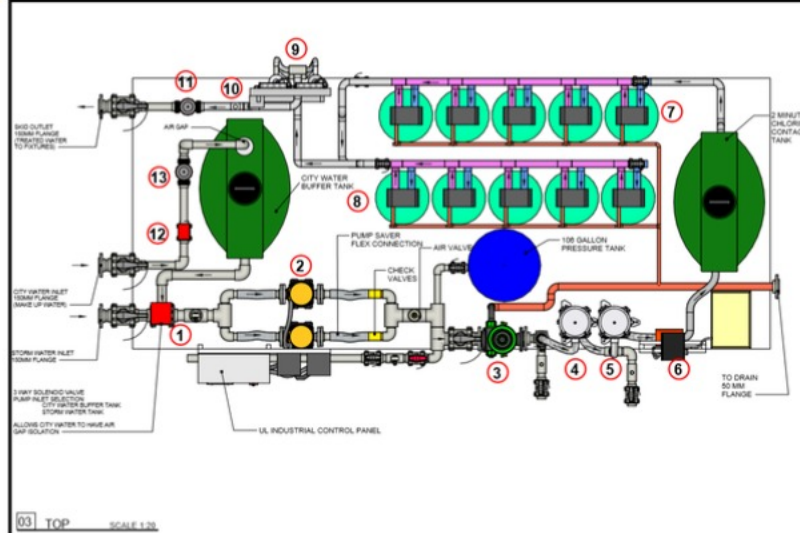 9
11
10
SKID OUTLET
100MM FLANGE
(TREATED WATER
TO FIXTURES)
AIR GAP
7
2 MINUT
CHLORI
CONTAC
TANK
13
CITY WATER
BUFFER TANK
8
12
2
PUMP SAVER
FLEX CONNECTION
AIR VALVE
106 GALLON
PRESSURE TANK
CHECK
VALVES
CITY WATER INLET
150MM FLANGE
(MAKE UP WATER)
1
STORM WATER INLET
150MM FLANGE
3
4
5
6
3 WAY SOLENOID VALVE
PUMP INLET SELECTION:
CITY WATER BUFFER TANK
STORM WATER TANK
ALLOWS CITY WATER TO HAVE AIR
GAP ISOLATION
TO DRAIN
50 MM
FLANGE
UL INDUSTRIAL CONTROL PANEL
03 TOP SCALE 1:20